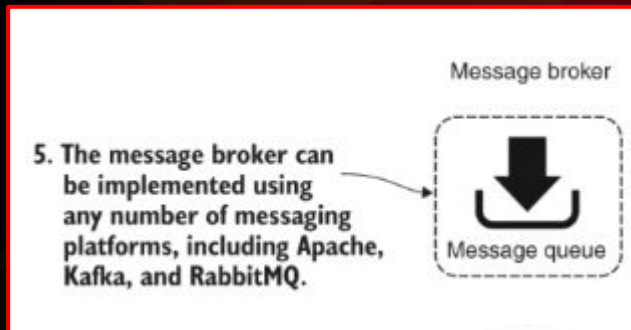 Message broker
5. The message broker can
be implemented using
any number of messaging
platforms, including Apache,
Kafka, and RabbitMQ.
Message queue